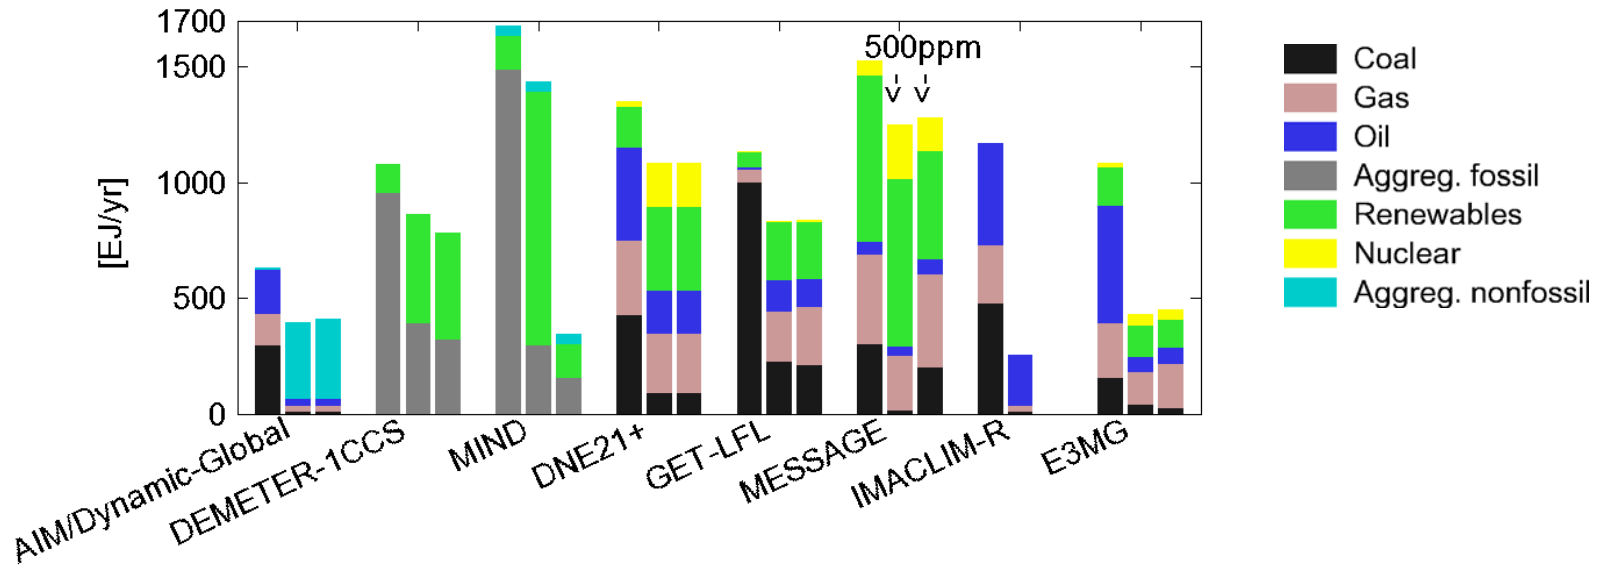 1700
1500
1000
500
0
[EJ/yr]
500ppm
AIM/Dynamic-Global
DEMETER-1CCS
MIND
DNE21+
GET-LFL
MESSAGE
IMACLIM-R
E3MG
Coal
Gas
Oil
Aggreg. fossil
Renewables
Nuclear
Aggreg. nonfossil